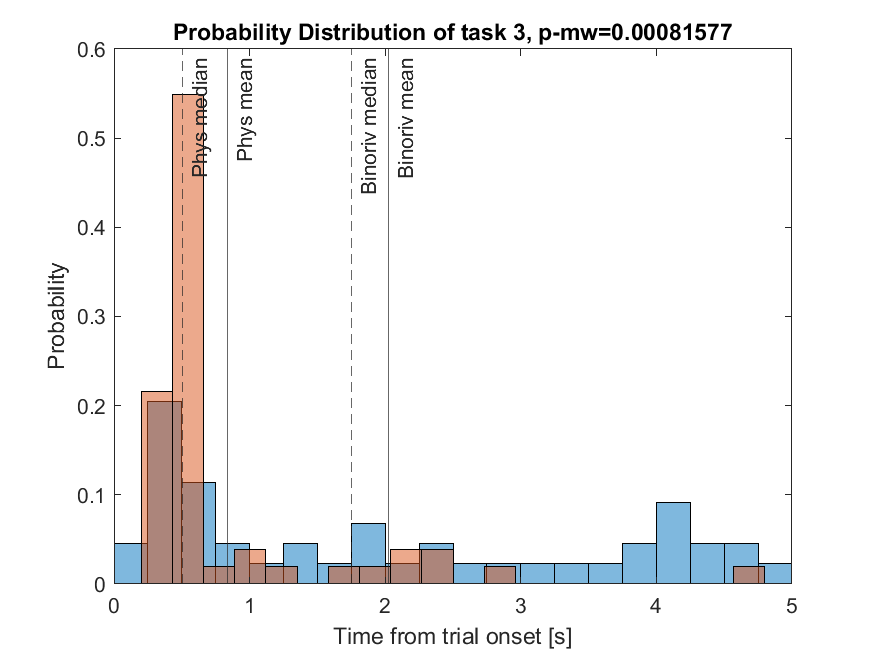 Probability Distribution of task 3, p-mw=0.00081577
0.6
0.5
0.4
0.3
0.2
0.1
0
Probability
Phys median
Phys mean
Binoriv median
Binoriv mean
0
1
2
3
4
5
Time from trial onset [s]